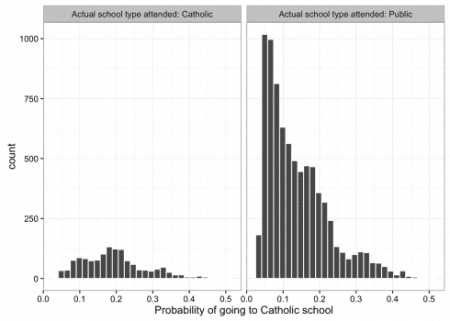 Actual school type attended: Catholic
Actual school type attended: Public
1000
750
500
250
0
count
0.0 0.1 0.2 0.3 0.4 0.5
0.0 0.1 0.2 0.3 0.4 0.5
Probability of going to Catholic school